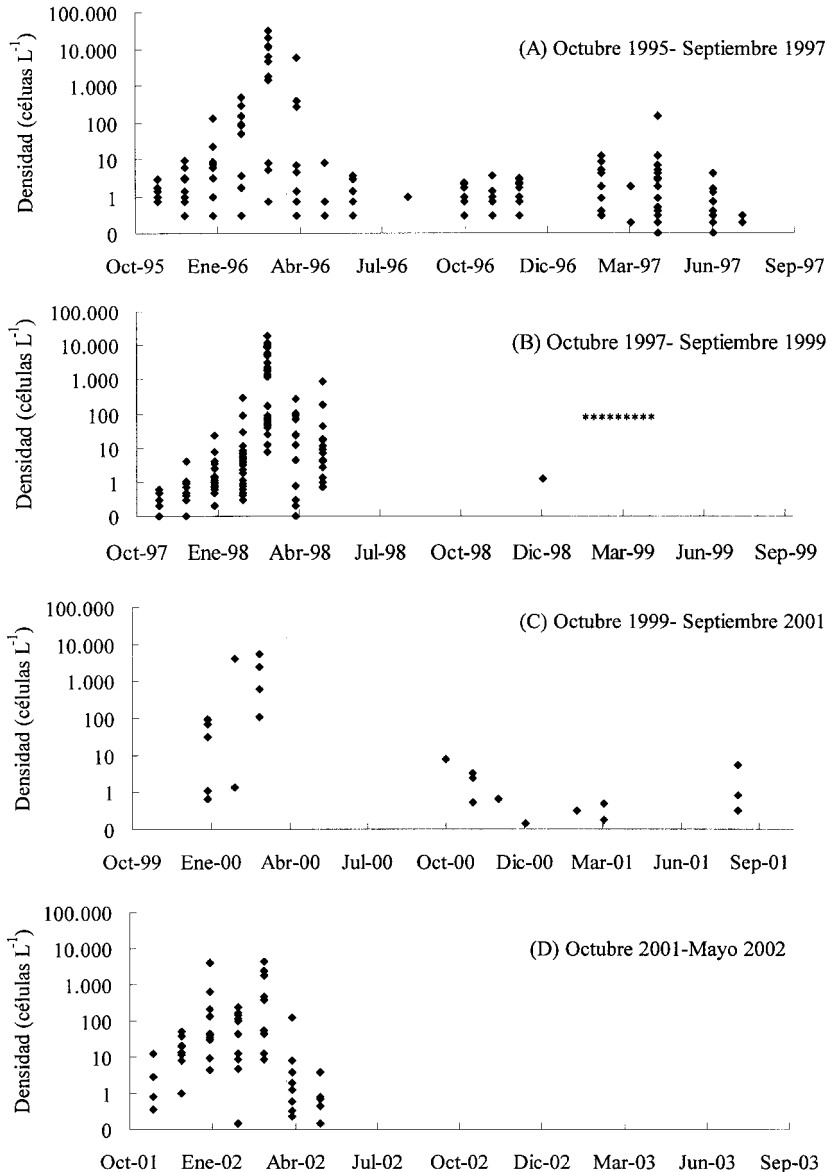 (A) Octubre 1995- Septiembre 1997
Densidad (céluas L-1)
100.000
10.000
1.000
100
10
1
0
Oct-95 Ene-96 Abr-96 Jul-96 Oct-96 Dic-96 Mar-97 Jun-97 Sep-97
(B) Octubre 1997- Septiembre 1999
Densidad (células L-1)
100.000
10.000
1.000
100
10
1
0
*********
Oct-97 Ene-98 Abr-98 Jul-98 Oct-98 Dic-98 Mar-99 Jun-99 Sep-99
(C) Octubre 1999- Septiembre 2001
Densidad (células L-1)
100.000
10.000
1.000
100
10
1
0
Oct-99 Ene-00 Abr-00 Jul-00 Oct-00 Dic-00 Mar-01 Jun-01 Sep-01
(D) Octubre 2001-Mayo 2002
Densidad (células L-1)
100.000
10.000
1.000
100
10
1
0
Oct-01 Ene-02 Abr-02 Jul-02 Oct-02 Dic-02 Mar-03 Jun-03 Sep-03